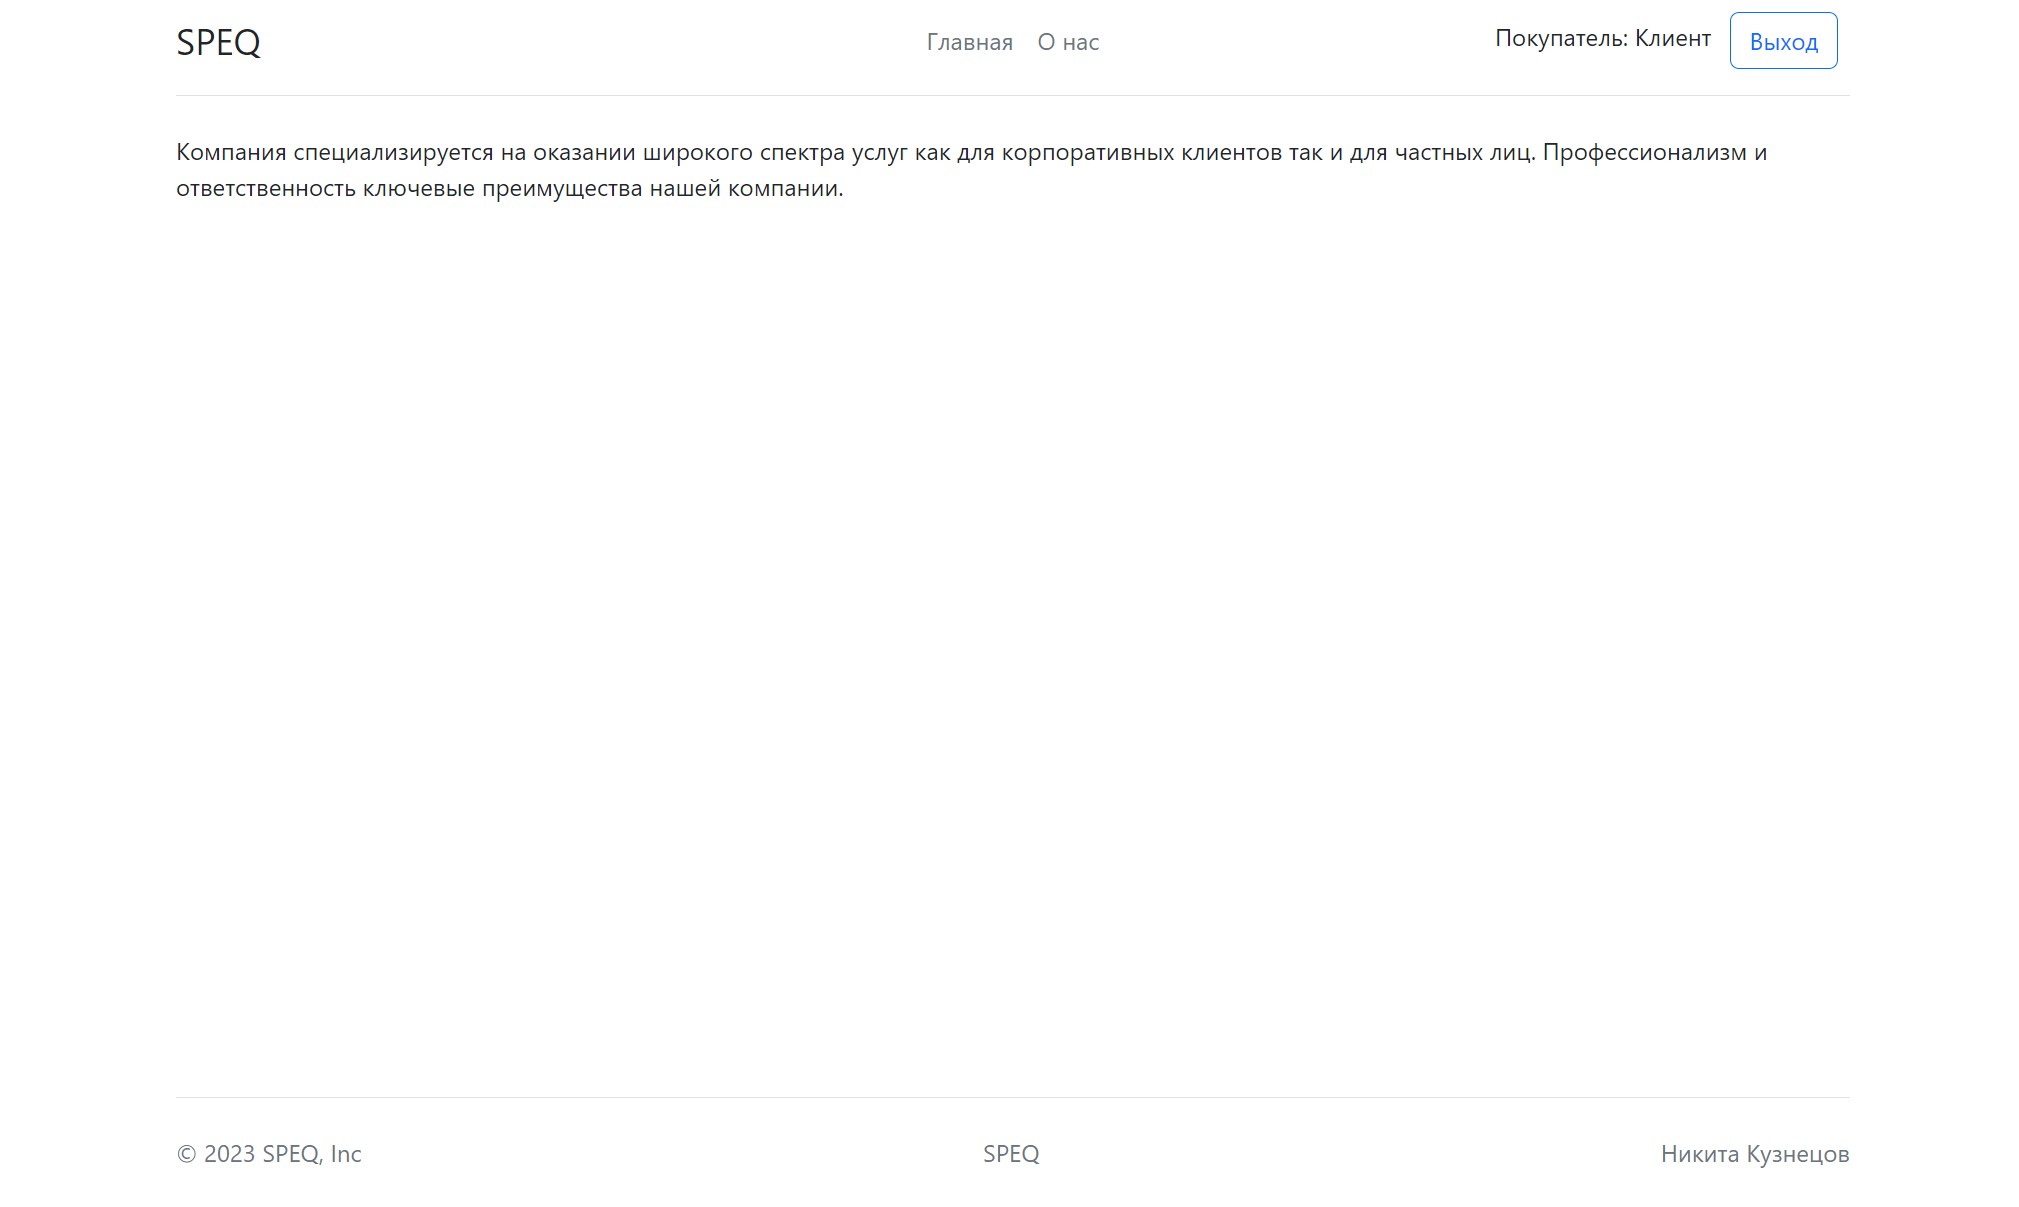 SPEQ
Главная О нас
Покупатель: Клиент
Выход
Компания специализируется на оказании широкого спектра услуг как для корпоративных клиентов так и для частных лиц. Профессионализм и
ответственность ключевые преимущества нашей компании.
© 2023 SPEQ, Inc
SPEQ
Никита Кузнецов